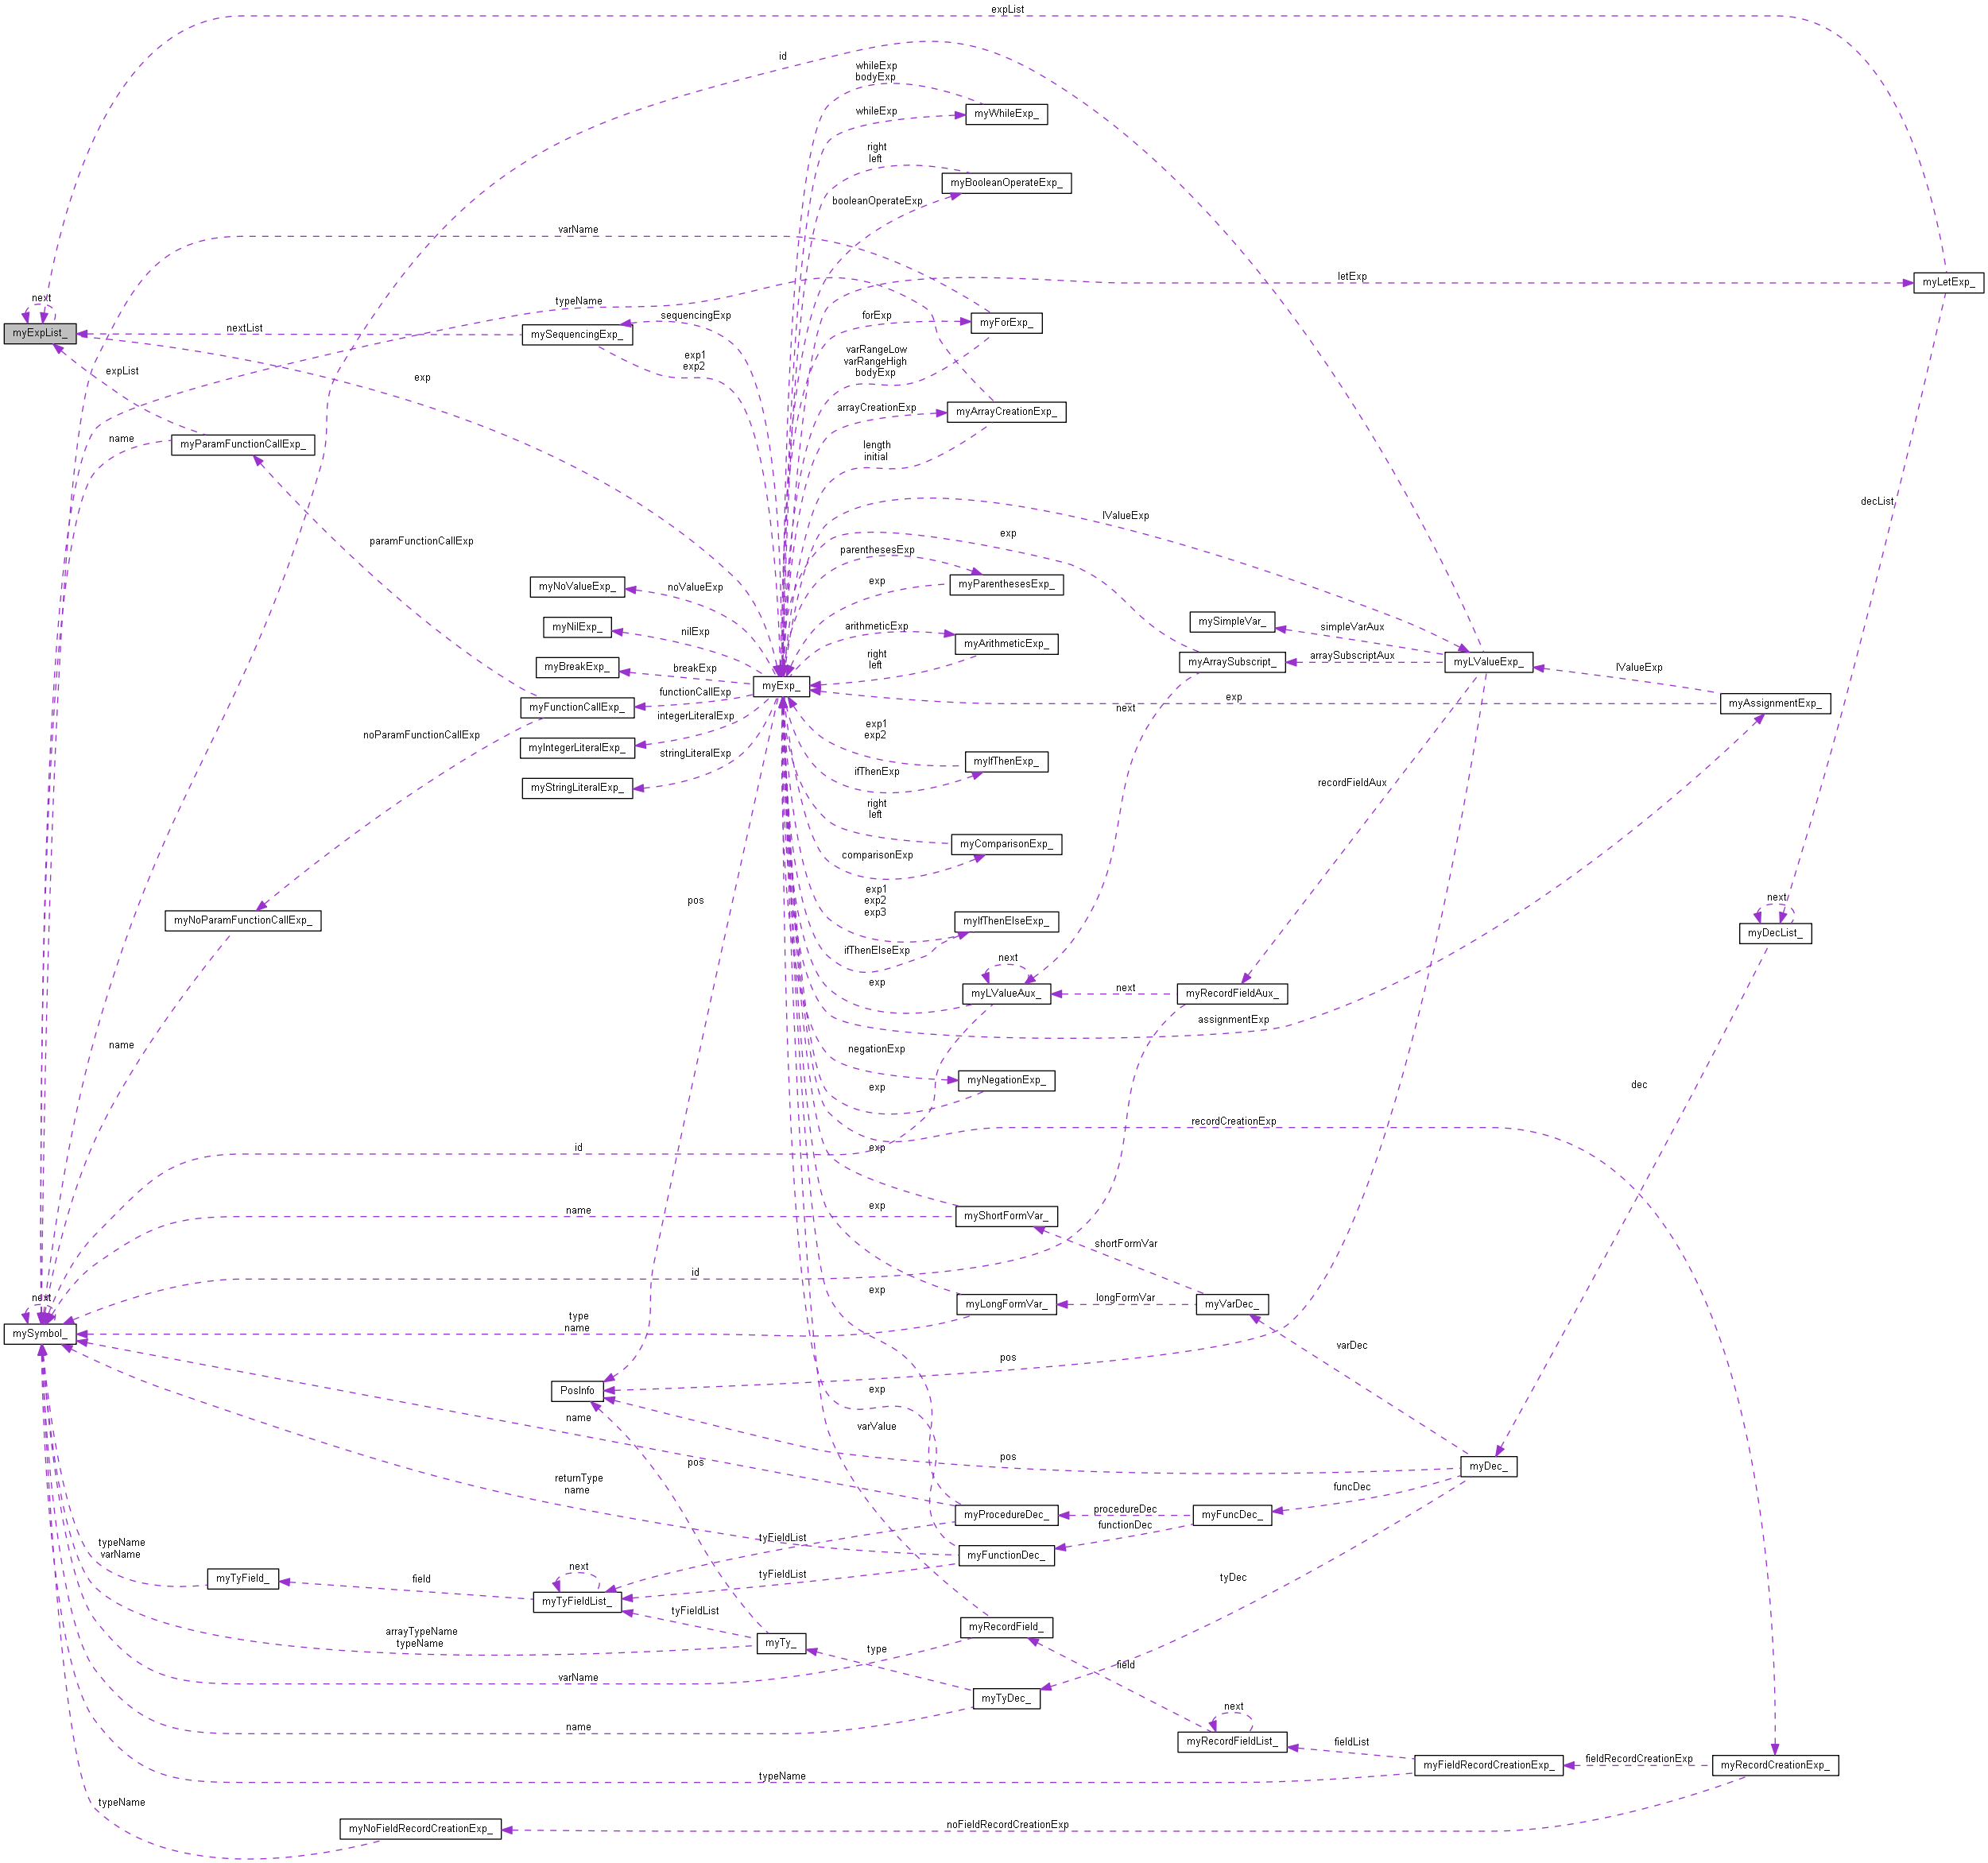 expList
id
whileExp
bodyExp
whileExp
myWhileExp_
right
left
myBooleanOperateExp_
booleanOperateExp
varName
letExp
myLetExp_
next
typeName
myExpList_
nextList
mySequencingExp_
sequencingExp
forExp
myForExp_
exp1
exp2
varRangeLow
varRangeHigh
bodyExp
expList
exp
arrayCreationExp
myArrayCreationExp_
name
myParamFunctionCallExp_
length
initial
decList
lValueExp
paramFunctionCallExp
exp
parenthesesExp
myNoValueExp_
noValueExp
exp
myParenthesesExp_
myNilExp_
nilExp
arithmeticExp
myArithmeticExp_
mySimpleVar_
simpleVarAux
right
left
myBreakExp_
breakExp
myArraySubscript_
arraySubscriptAux
myLValueExp_
lValueExp
myExp_
functionCallExp
myFunctionCallExp_
exp
myAssignmentExp_
next
integerLiteralExp
myIntegerLiteralExp_
noParamFunctionCallExp
exp1
exp2
stringLiteralExp
myStringLiteralExp_
ifThenExp
myIfThenExp_
recordFieldAux
right
left
myComparisonExp_
comparisonExp
pos
exp1
exp2
exp3
myNoParamFunctionCallExp_
myIfThenElseExp_
next
myDecList_
ifThenElseExp
next
exp
myLValueAux_
next
myRecordFieldAux_
assignmentExp
name
negationExp
myNegationExp_
exp
dec
recordCreationExp
id
exp
name
exp
myShortFormVar_
shortFormVar
id
exp
next
type
name
myLongFormVar_
longFormVar
myVarDec_
mySymbol_
varDec
pos
PosInfo
exp
name
varValue
pos
pos
myDec_
returnType
name
funcDec
procedureDec
myProcedureDec_
myFuncDec_
functionDec
typeName
varName
tyFieldList
myFunctionDec_
next
myTyField_
field
tyFieldList
tyDec
myTyFieldList_
tyFieldList
myRecordField_
arrayTypeName
typeName
myTy_
type
field
varName
myTyDec_
name
next
myRecordFieldList_
fieldList
fieldRecordCreationExp
myFieldRecordCreationExp_
myRecordCreationExp_
typeName
typeName
myNoFieldRecordCreationExp_
noFieldRecordCreationExp